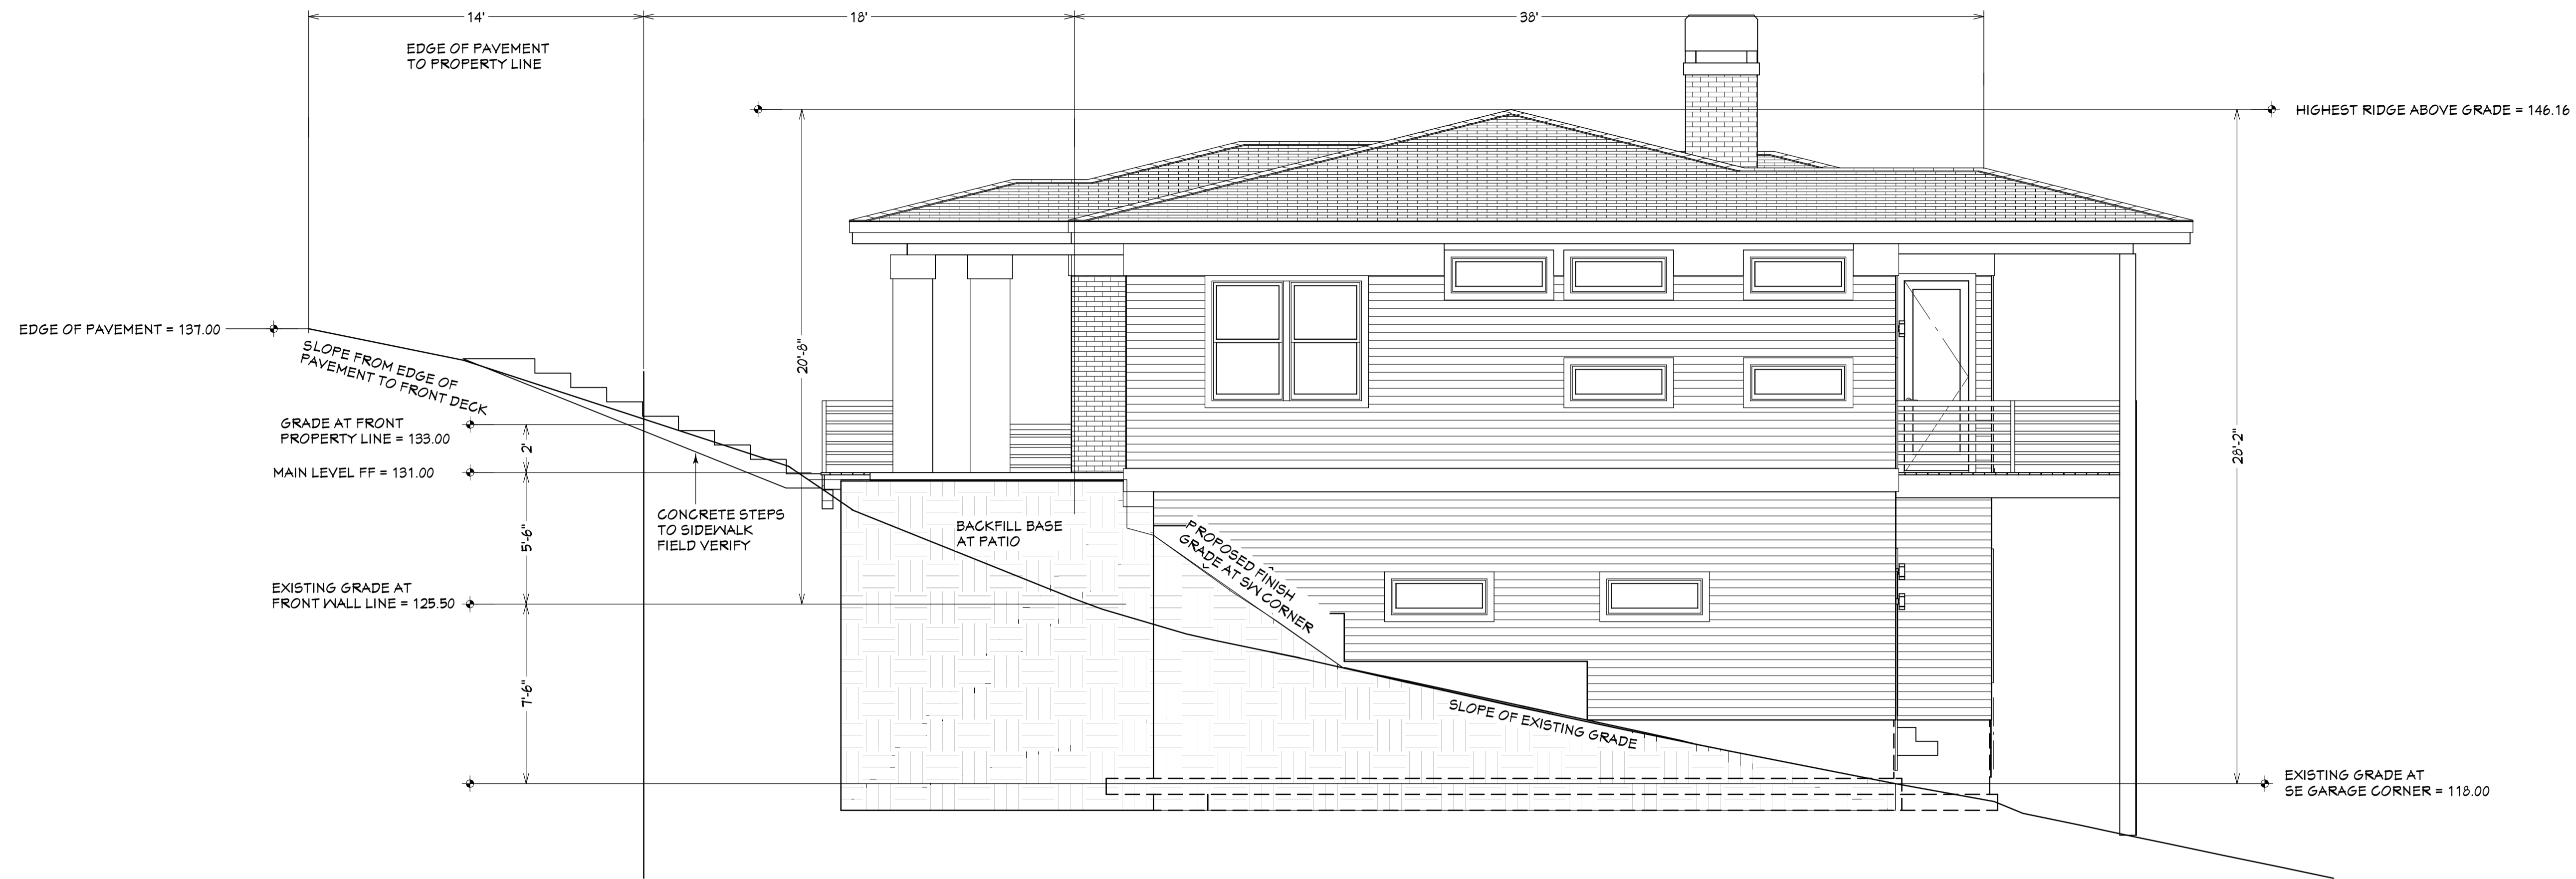 14'
18'
38'
EDGE OF PAVEMENT
TO PROPERTY LINE
HIGHEST RIDGE ABOVE GRADE = 146.16
EDGE OF PAVEMENT = 137.00
SLOPE FROM EDGE OF
PAVEMENT TO FRONT DECK
20'-8"
GRADE AT FRONT
PROPERTY LINE = 133.00
2'
28'-2"
MAIN LEVEL FF = 131.00
CONCRETE STEPS
TO SIDEWALK
FIELD VERIFY
5'-6"
BACKFILL BASE
AT PATIO
PROPOSED FINISH
GRADE AT SW CORNER
EXISTING GRADE AT
FRONT WALL LINE = 125.50
7'-6"
SLOPE OF EXISTING GRADE
EXISTING GRADE AT
SE GARAGE CORNER = 118.00